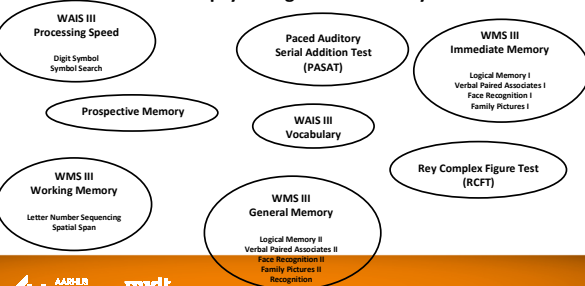 WAIS III
Processing Speed
Digit Symbol
Symbol Search
Paced Auditory
Serial Addition Test
(PASAT)
WMS III
Immediate Memory
Logical Memory I
Verbal Paired Associates I
Face Recognition I
Family Pictures I
Prospective Memory
WAIS III
Vocabulary
Rey Complex Figure Test
(RCFT)
WMS III
Working Memory
Letter Number Sequencing
Spatial Span
WMS III
General Memory
Logical Memory II
Verbal Paired Associates II
Face Recognition II
Family Pictures II
Recognition
AARHUS